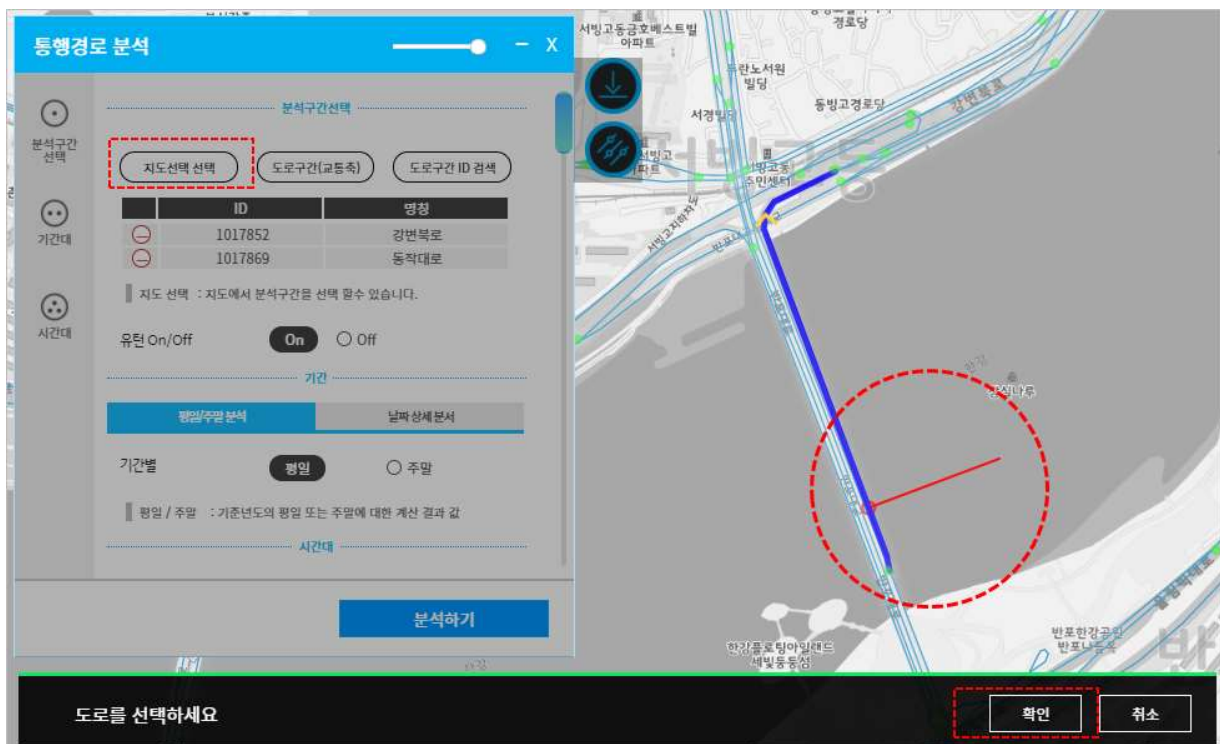 통행경로 분석
X
분석구간
선택
기간대
시간대
분석구간선택
지도선택 선택
도로구간(교통축)
도로구간 ID 검색
ID 명칭
1017852 강변북로
1017869 동작대로
지도 선택 : 지도에서 분석구간을 선택 할수 있습니다.
유턴 On/Off On Off
기간
평일/주말 분석 날짜 상세 분서
기간별 평일 주말
평일 / 주말 : 기준년도의 평일 또는 주말에 대한 계산 결과 값
시간대
분석하기
서빙고동금호베스트빌
아파트
경로당
두란노서원
빌딩
동빙고경로당
강변북로
주민센터
서빙고지하차도
한강
한강플로팅아일랜드
세빛둥둥섬
반포한강공원
도로를 선택하세요
확인
취소